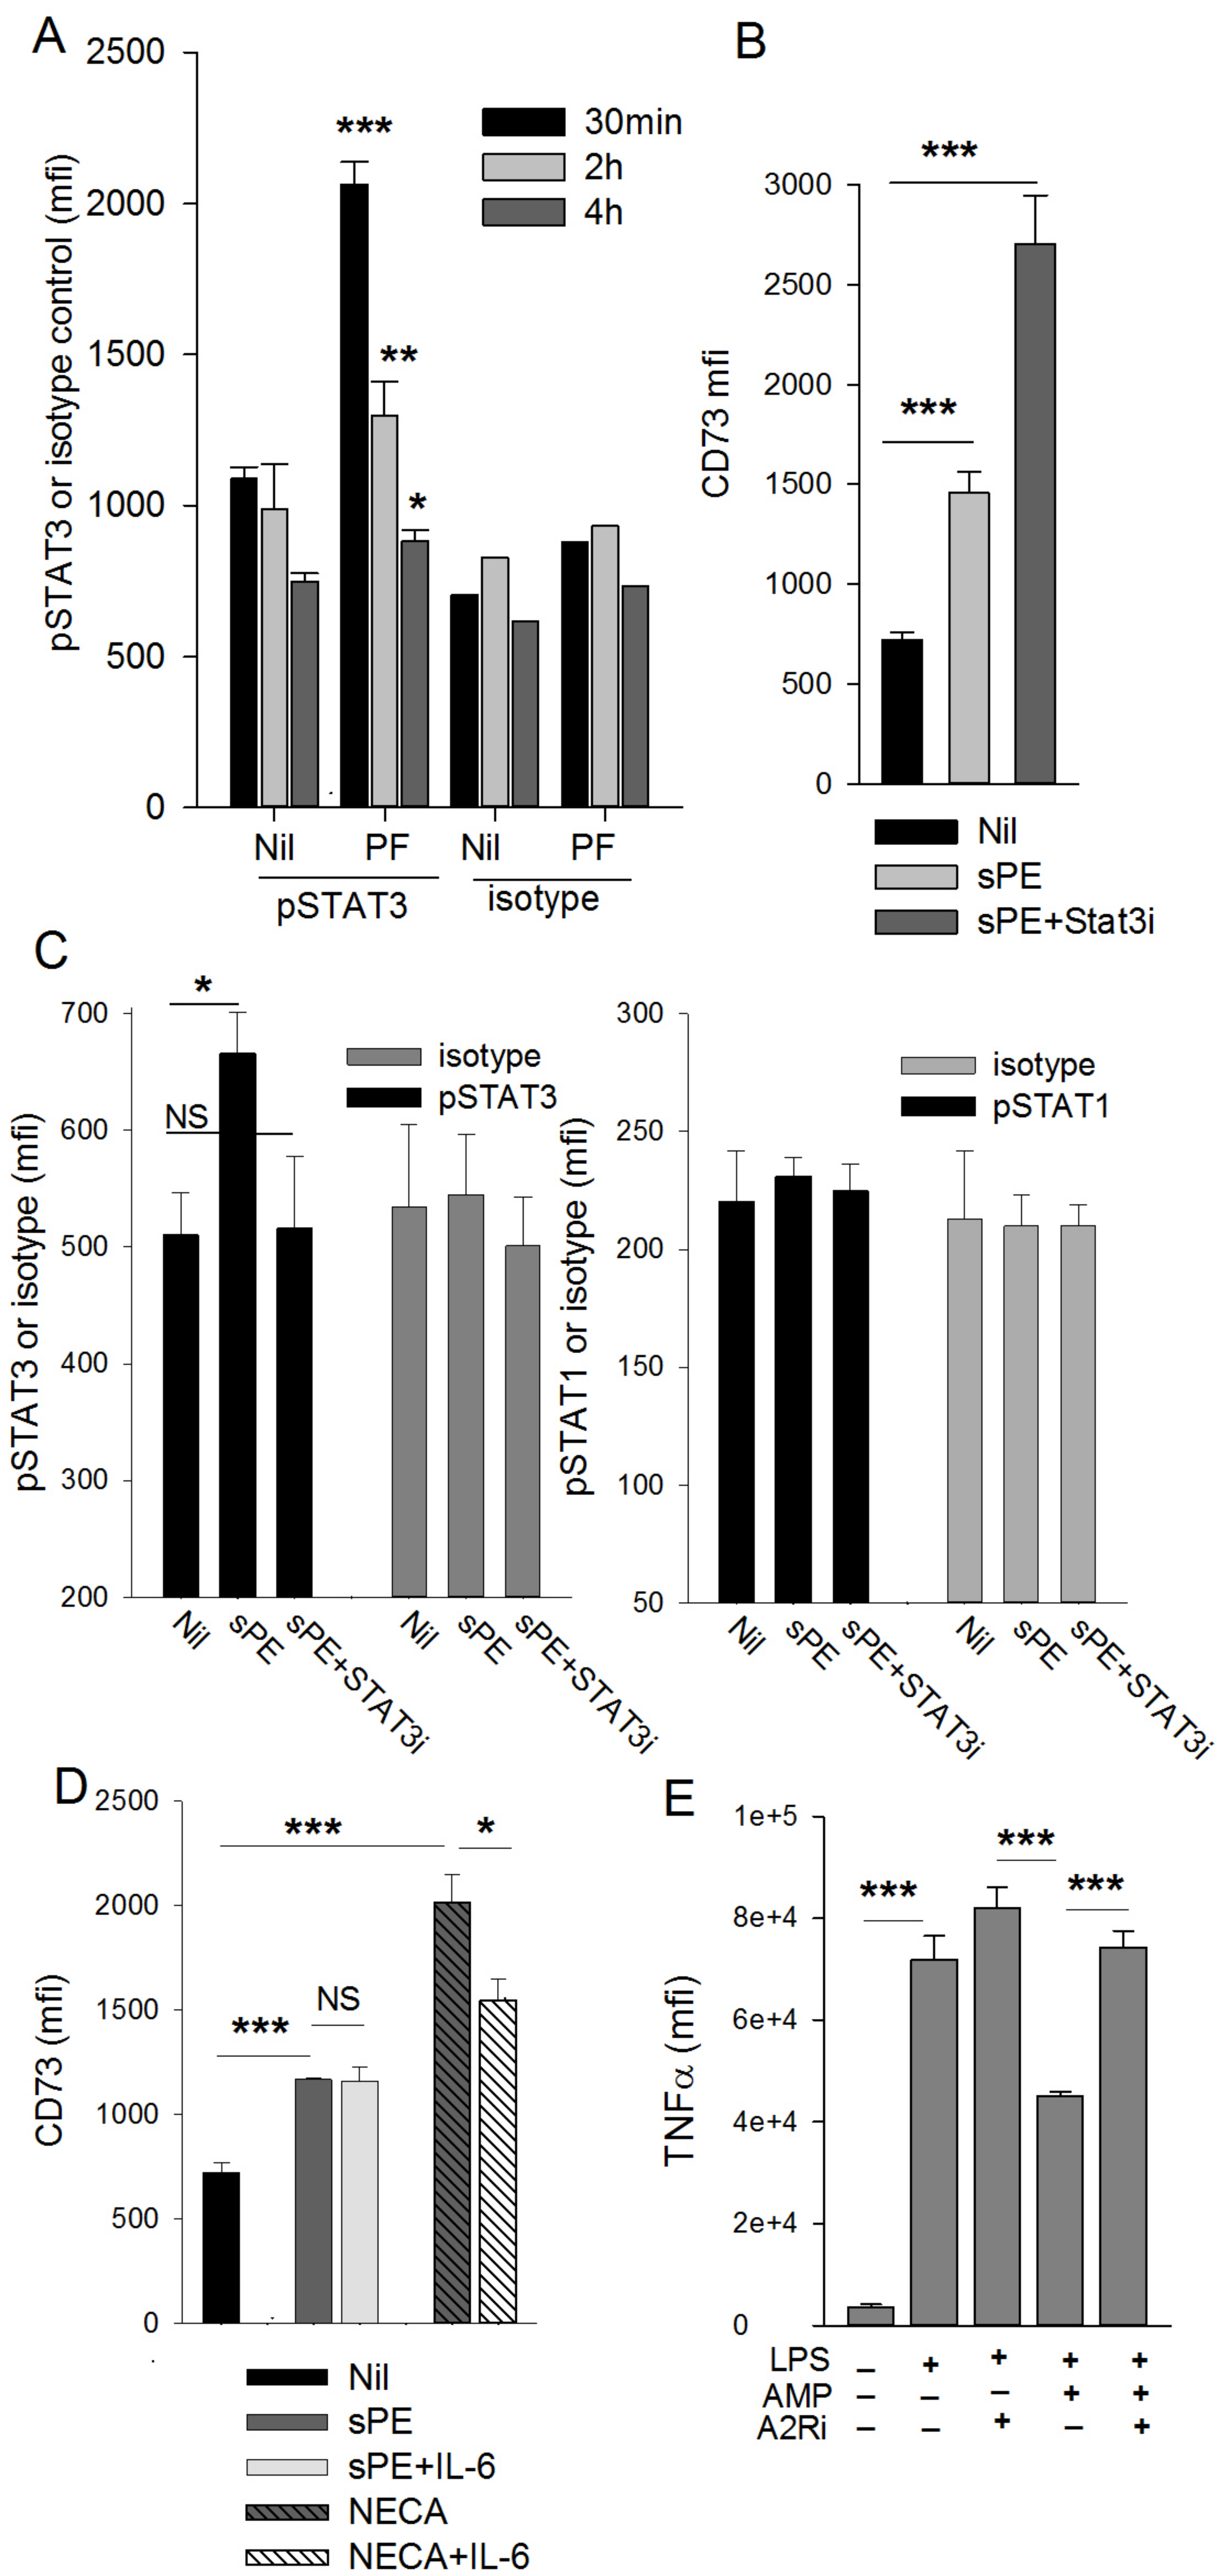 A
2500
2000
1500
1000
500
0
pSTAT3 or isotype control (mfi)
30min
2h
4h
***
**
*
Nil PF Nil PF
pSTAT3 isotype
B
3000
2500
2000
1500
1000
500
0
CD73 mfi
***
***
Nil
sPE
sPE+Stat3i
C
700
600
500
400
300
200
pSTAT3 or isotype (mfi)
*
NS
isotype
pSTAT3
Nil
sPE
sPE+STAT3i
Nil
sPE
sPE+STAT3i
300
250
200
150
100
50
pSTAT1 or isotype (mfi)
isotype
pSTAT1
Nil
sPE
sPE+STAT3i
Nil
sPE
sPE+STAT3i
D
2500
2000
1500
1000
500
0
CD73 (mfi)
***
*
NS
***
Nil
sPE
sPE+IL-6
NECA
NECA+IL-6
E
1e+5
8e+4
6e+4
4e+4
2e+4
0
TNFα (mfi)
***
***
***
LPS – + + + +
AMP – – – + +
A2Ri – – + – +